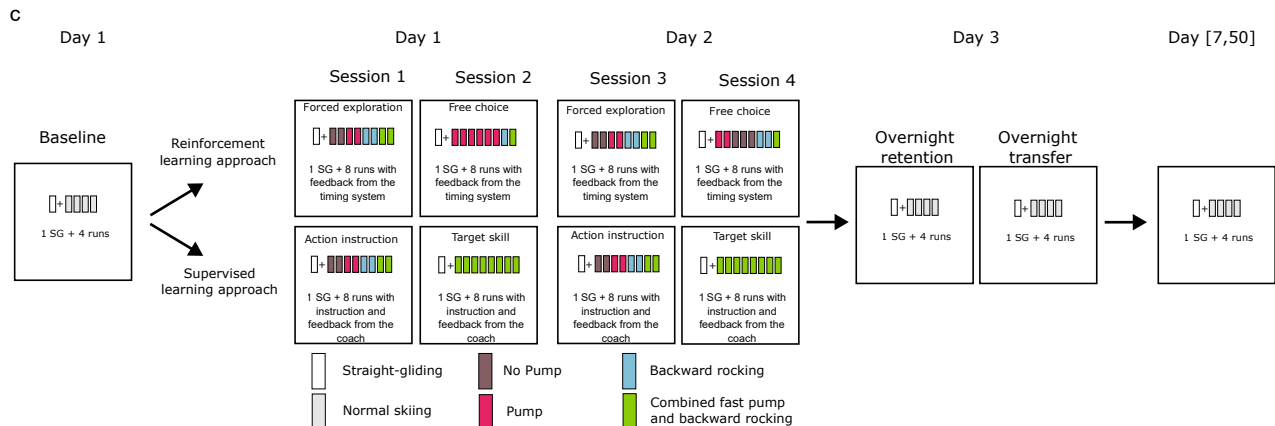 c
Day 1
Day 1
Day 2
Day 3
Day [7,50]
Session 1
Session 2
Session 3
Session 4
Baseline
+
1 SG + 4 runs
Reinforcement
learning approach
Supervised
learning approach
Forced exploration
+
1 SG + 8 runs with
feedback from the
timing system
Free choice
+
1 SG + 8 runs with
feedback from the
timing system
Forced exploration
+
1 SG + 8 runs with
feedback from the
timing system
Free choice
+
1 SG + 8 runs with
feedback from the
timing system
Action instruction
+
1 SG + 8 runs with
instruction and
feedback from the
coach
Target skill
+
1 SG + 8 runs with
instruction and
feedback from the
coach
Action instruction
+
1 SG + 8 runs with
instruction and
feedback from the
coach
Target skill
+
1 SG + 8 runs with
instruction and
feedback from the
coach
Overnight
retention
+
1 SG + 4 runs
Overnight
transfer
+
1 SG + 4 runs
+
1 SG + 4 runs
Straight-gliding
No Pump
Backward rocking
Normal skiing
Pump
Combined fast pump
and backward rocking